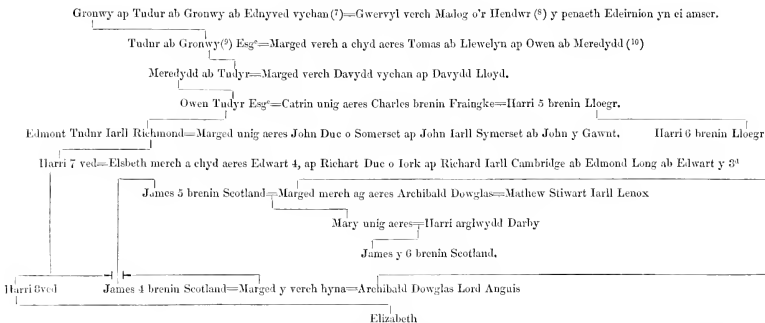 Gronwy ap Tudur ab Gronwy ab Ednyved vychan(7)=Gwervyl verch Madog o'r Hendwr (8) y penaeth Edeirnion yn ei amser.
Tudur ab Gronwy(9) Esge=Marged verch a chyd aeres Tomas ab Llewelyn ap Owen ab Meredydd (10)
Meredydd ab Tudyr=Marged verch Davydd vychan ap Davydd Lloyd.
Owen Tudyr Esge=Catrin unig aeres Charles brenin Fraingke=Harri 5 brenin Lloegr.
Edmont Tudur Iarll Richmond=Marged unig aeres John Duc o Somerset ap John Iarll Symerset ab John y Gawnt. Harri 6 brenin Lloegr
Harri 7 ved=Elsbeth merch a chyd aeres Edwart 4, ap Richart Duc o Iork ap Richard Iarll Cambridge ab Edmond Long ab Edwart y 3d
James 5 brenin Scotland=Marged merch ag aeres Archibald Dowglas=Mathew Stiwart Iarll Lenox
Mary unig aeres=Harri arglwydd Darby
James y 6 brenin Scotland.
Harri 8ved James 4 brenin Scotland=Marged y verch hyna=Archibald Dowglas Lord Anguis
Elizabeth